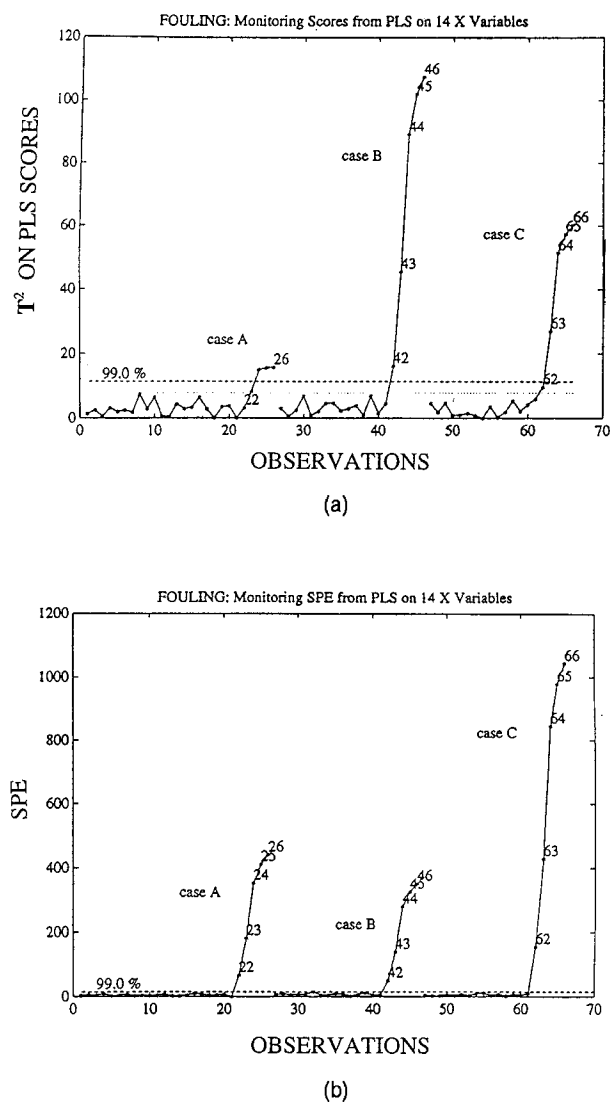 FOULING: Monitoring Scores from PLS on 14 X Variables
120
100
80
60
40
20
0
T² ON PLS SCORES
46
45
44
case B
43
42
case A
26
99.0 %
22
case C
66
65
64
63
62
0 10 20 30 40 50 60 70
OBSERVATIONS
(a)
FOULING: Monitoring SPE from PLS on 14 X Variables
1200
1000
800
600
400
200
0
SPE
case A
26
25
24
23
22
99.0 %
case B
46
45
44
43
42
case C
66
65
64
63
62
0 10 20 30 40 50 60 70
OBSERVATIONS
(b)